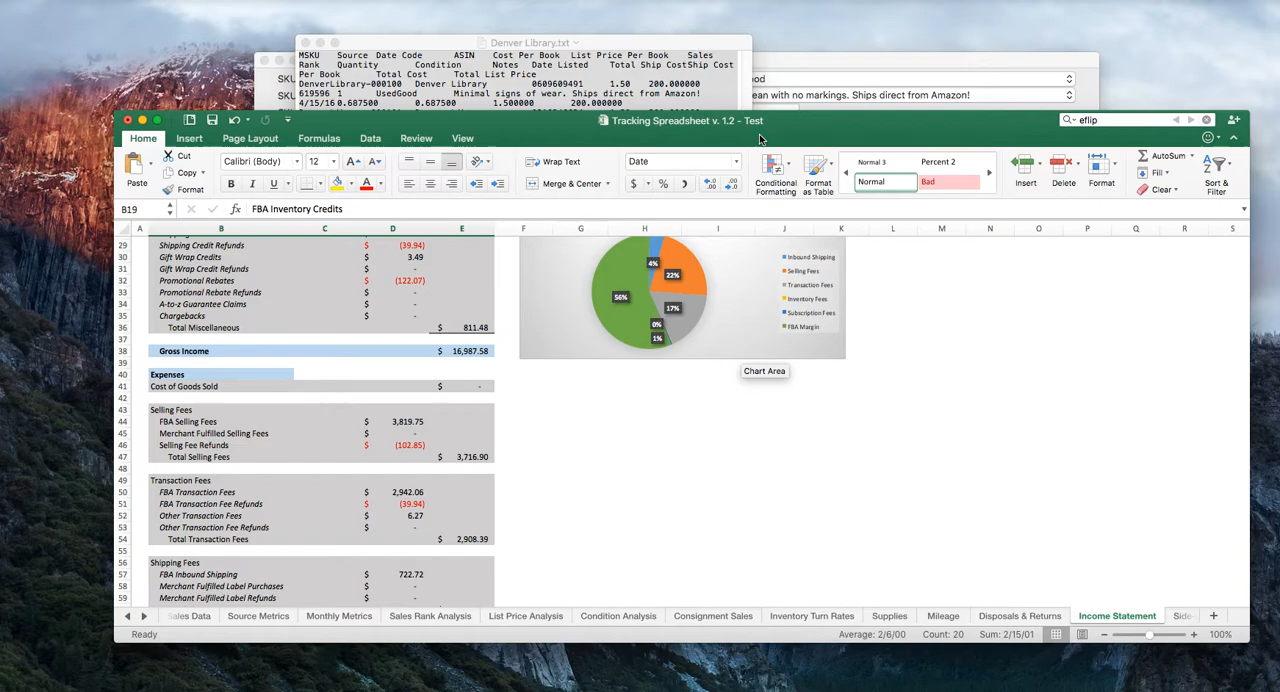 Denver Library.txt
MSKU Source Date Code ASIN Cost Per Book List Price Per Book Sales
Rank Quantity Condition Notes Date Listed Total Ship Cost Ship Cost
Per Book Total Cost Total List Price
DenverLibrary-000100 Denver Library 0609609491 1.50 200.000000
619596 1 UsedGood Minimal signs of wear. Ships direct from Amazon!
4/15/16 0.687500 0.687500 1.500000 200.000000
SKU
ood
SKU
ean with no markings. Ships direct from Amazon!
Tracking Spreadsheet v. 1.2 - Test
eflip
Home Insert Page Layout Formulas Data Review View
Paste
Cut
Copy
Format
Calibri (Body) 12
B I U
Wrap Text
Merge & Center
Date
$ %
Conditional Formatting
Format as Table
Normal 3 Percent 2
Normal Bad
Insert Delete Format
AutoSum
Fill
Clear
Sort & Filter
B19 fx FBA Inventory Credits
A B C D E F G H I J K L M N O P Q R S
29 Shipping Credit Refunds $ (39.94)
30 Gift Wrap Credits $ 3.49
31 Gift Wrap Credit Refunds $ -
32 Promotional Rebates $ (122.07)
33 Promotional Rebate Refunds $ -
34 A-to-z Guarantee Claims $ -
35 Chargebacks $ -
36 Total Miscellaneous $ 811.48
37
38 Gross Income $ 16,987.58
39
40 Expenses
41 Cost of Goods Sold $ -
42
43 Selling Fees
44 FBA Selling Fees $ 3,819.75
45 Merchant Fulfilled Selling Fees $ -
46 Selling Fee Refunds $ (102.85)
47 Total Selling Fees $ 3,716.90
48
49 Transaction Fees
50 FBA Transaction Fees $ 2,942.06
51 FBA Transaction Fee Refunds $ (39.94)
52 Other Transaction Fees $ 6.27
53 Other Transaction Fee Refunds $ -
54 Total Transaction Fees $ 2,908.39
55
56 Shipping Fees
57 FBA Inbound Shipping $ 722.72
58 Merchant Fulfilled Label Purchases $ -
59 Merchant Fulfilled Label Refunds $ -
4%
22%
56%
17%
0%
1%
Inbound Shipping
Selling Fees
Transaction Fees
Inventory Fees
Subscription Fees
FBA Margin
Chart Area
Sales Data Source Metrics Monthly Metrics Sales Rank Analysis List Price Analysis Condition Analysis Consignment Sales Inventory Turn Rates Supplies Mileage Disposals & Returns Income Statement Side
Ready Average: 2/6/00 Count: 20 Sum: 2/15/01 100%